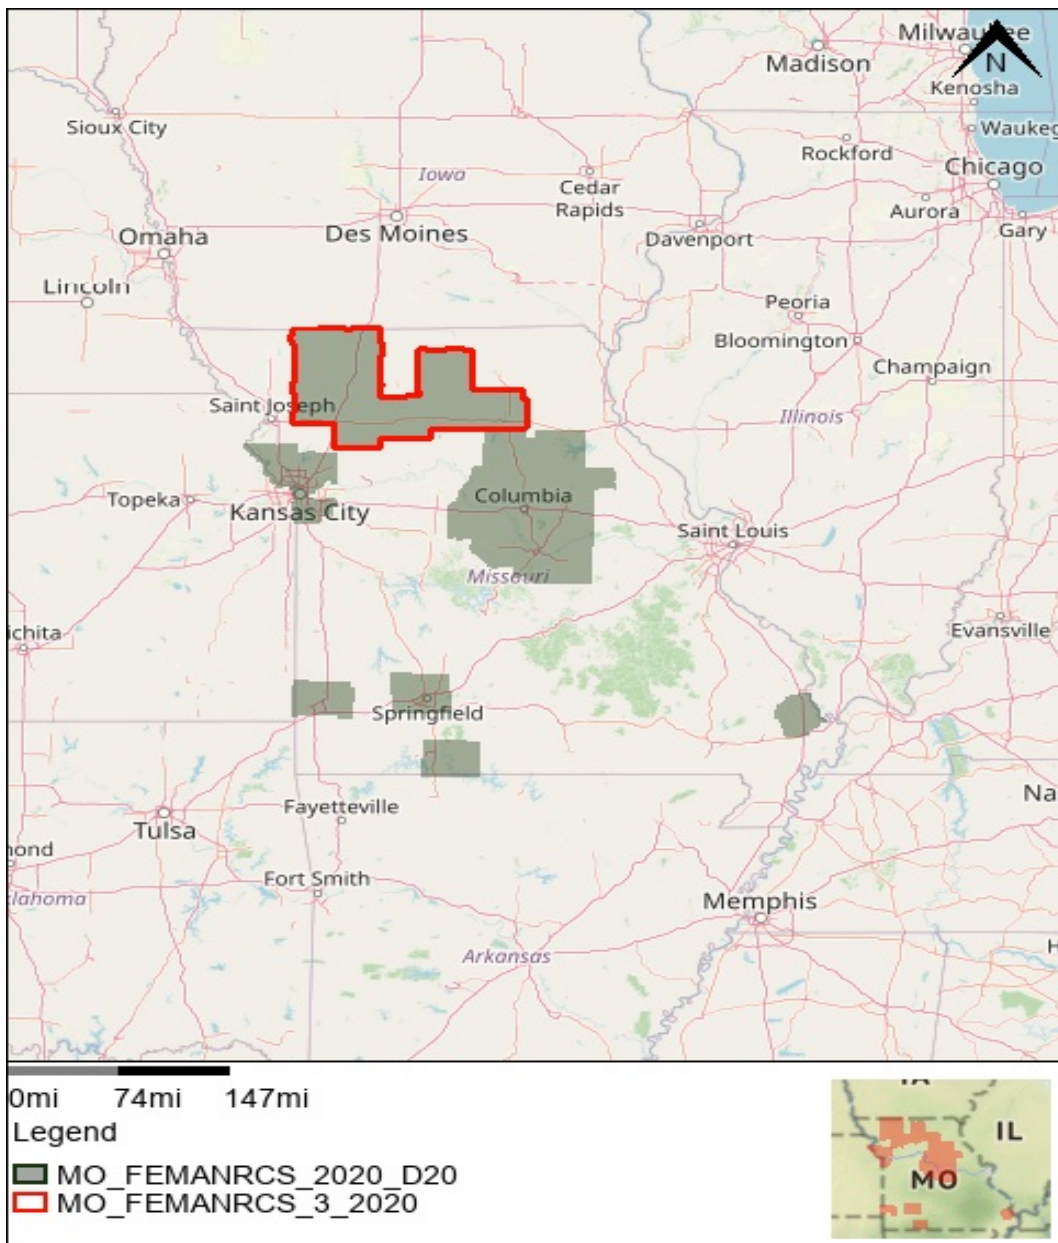 Milwaukee
Madison
N
Kenosha
Sioux City
Waukeg
Rockford
Chicago
Iowa
Cedar
Rapids
Aurora
Omaha
Des Moines
Davenport
Gary
Lincoln
Peoria
Bloomington
Champaign
Saint Joseph
Illinois
Topeka
Columbia
Kansas City
Saint Louis
Missouri
ichita
Evansville
Springfield
Fayetteville
Na
Tulsa
mond
Fort Smith
klahoma
Memphis
Arkansas
H
0mi 74mi 147mi
Legend
MO_FEMANRCS_2020_D20
MO_FEMANRCS_3_2020
IL
MO